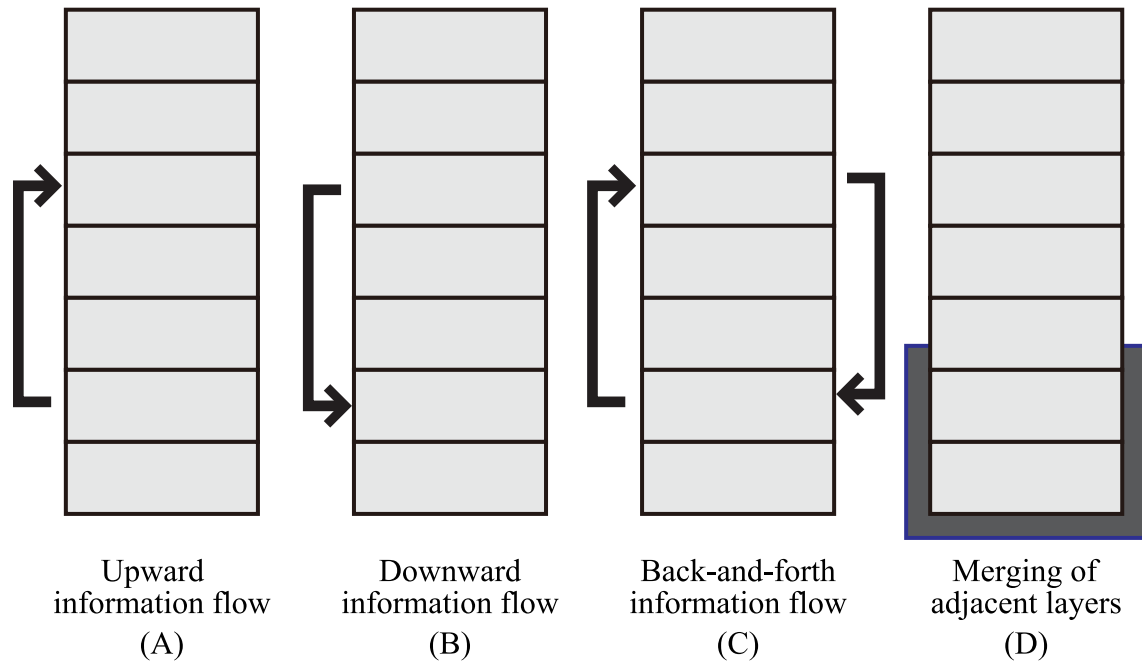 Upward
information flow
(A)
Downward
information flow
(B)
Back-and-forth
information flow
(C)
Merging of
adjacent layers
(D)